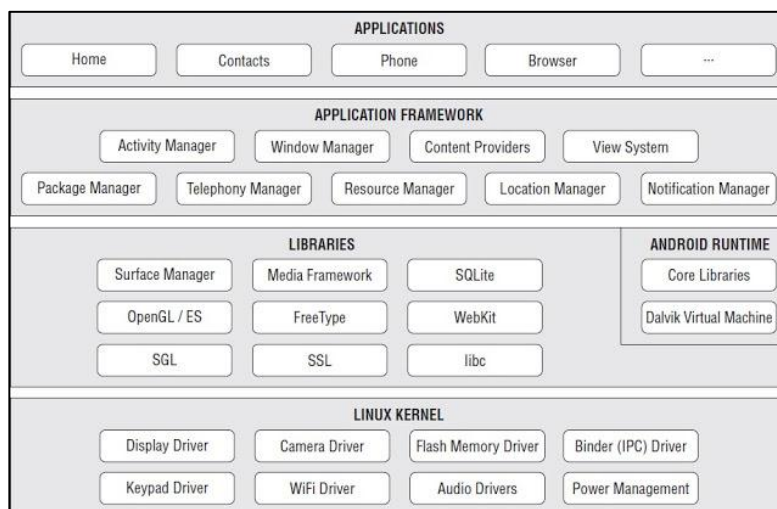 APPLICATIONS
Home Contacts Phone Browser ...
APPLICATION FRAMEWORK
Activity Manager Window Manager Content Providers View System
Package Manager Telephony Manager Resource Manager Location Manager Notification Manager
LIBRARIES ANDROID RUNTIME
Surface Manager Media Framework SQLite Core Libraries
OpenGL / ES FreeType WebKit Dalvik Virtual Machine
SGL SSL libc
LINUX KERNEL
Display Driver Camera Driver Flash Memory Driver Binder (IPC) Driver
Keypad Driver WiFi Driver Audio Drivers Power Management